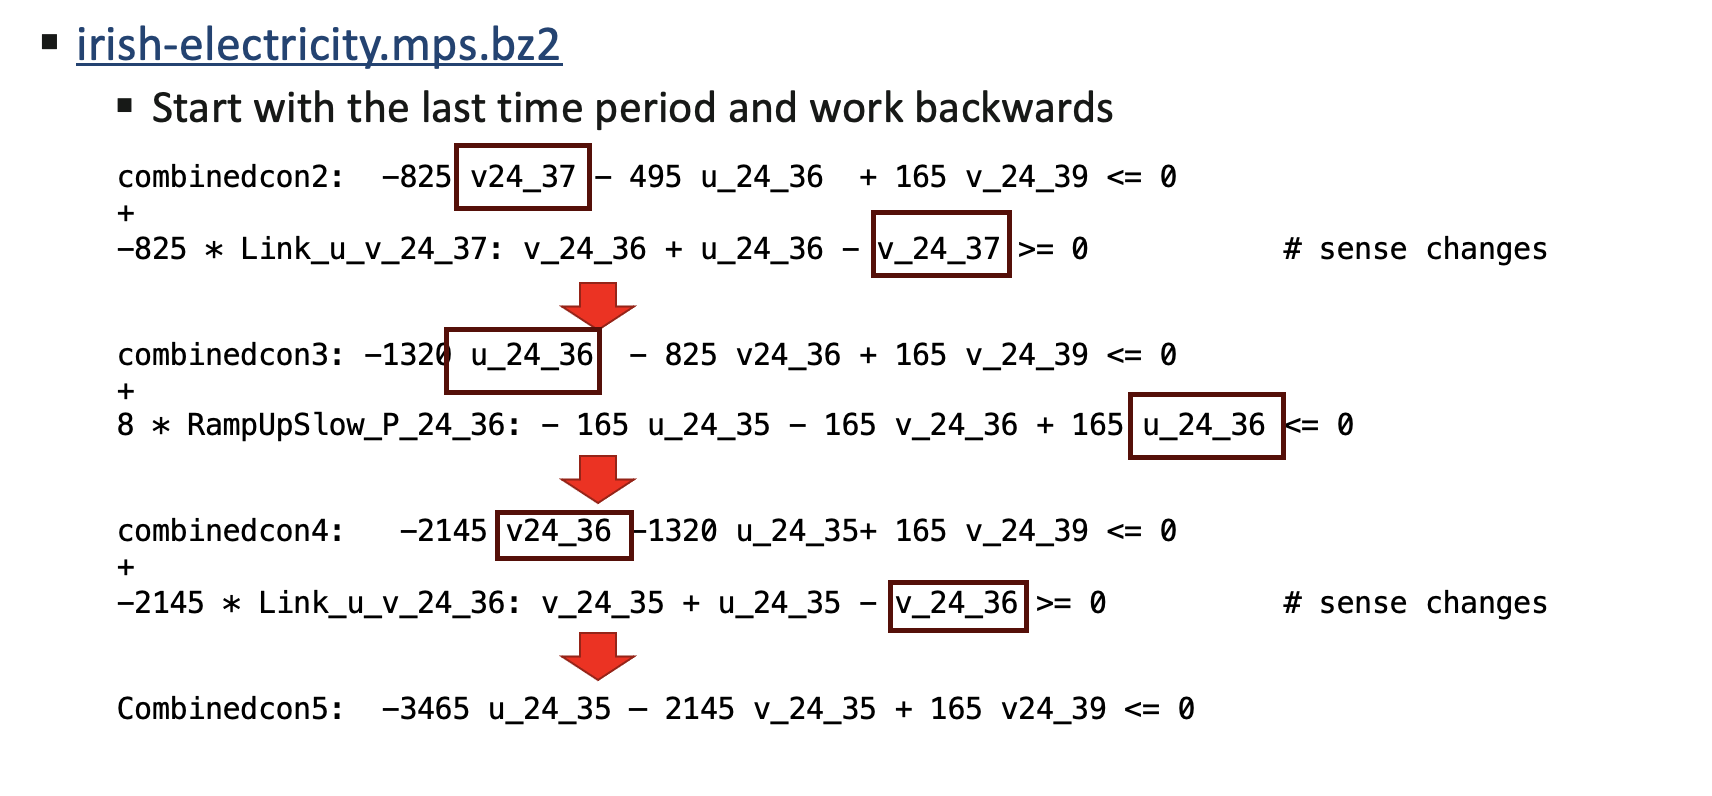 ▪ irish-electricity.mps.bz2
▪ Start with the last time period and work backwards
combinedcon2: -825 v24_37 - 495 u_24_36 + 165 v_24_39 <= 0
+
-825 * Link_u_v_24_37: v_24_36 + u_24_36 - v_24_37 >= 0 # sense changes
combinedcon3: -1320 u_24_36 - 825 v24_36 + 165 v_24_39 <= 0
+
8 * RampUpSlow_P_24_36: - 165 u_24_35 - 165 v_24_36 + 165 u_24_36 <= 0
combinedcon4: -2145 v24_36 -1320 u_24_35+ 165 v_24_39 <= 0
+
-2145 * Link_u_v_24_36: v_24_35 + u_24_35 - v_24_36 >= 0 # sense changes
Combinedcon5: -3465 u_24_35 - 2145 v_24_35 + 165 v24_39 <= 0